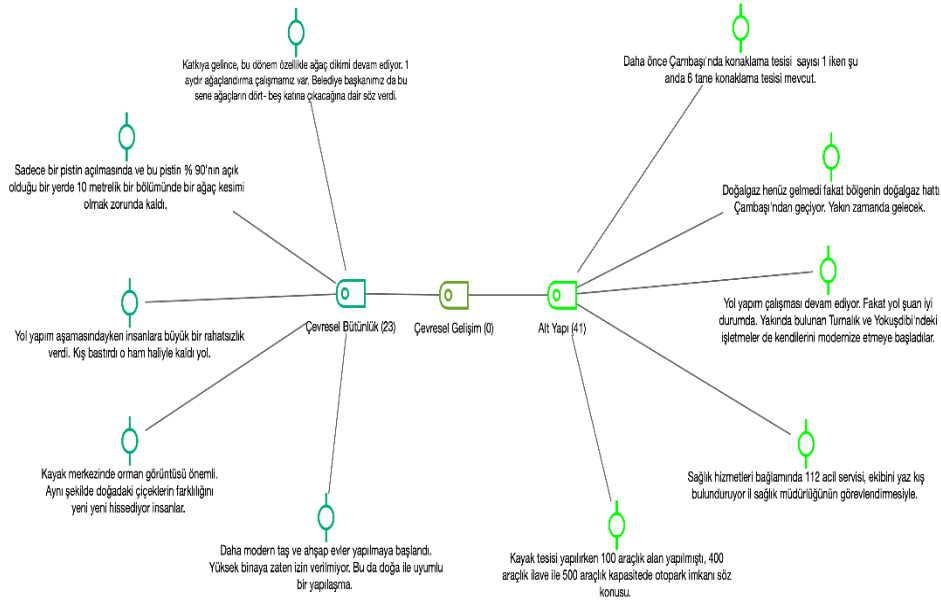 Katkıya gelince, bu dönem özellikle ağaç dikimi devam ediyor. 1
aydır ağaçlandırma çalışmamız var. Belediye başkanımız da bu
sene ağaçların dört- beş katına çıkacağına dair söz verdi.
Daha önce Çambaşı'nda konaklama tesisi sayısı 1 iken şu
anda 6 tane konaklama tesisi mevcut.
Sadece bir pistin açılmasında ve bu pistin % 90'nın açık
olduğu bir yerde 10 metrelik bir bölümünde bir ağaç kesimi
olmak zorunda kaldı.
Doğalgaz henüz gelmedi fakat bölgenin doğalgaz hattı
Çambaşı'ndan geçiyor. Yakın zamanda gelecek.
Çevresel Bütünlük (23)
Çevresel Gelişim (0)
Alt Yapı (41)
Yol yapım aşamasındayken insanlara büyük bir rahatsızlık
verdi. Kış bastırdı o ham haliyle kaldı yol.
Yol yapım çalışması devam ediyor. Fakat yol şuan iyi
durumda. Yakında bulunan Turnalık ve Yokuşdibi'ndeki
işletmeler de kendilerini modernize etmeye başladılar.
Kayak merkezinde orman görüntüsü önemli.
Aynı şekilde doğadaki çiçeklerin farklılığını
yeni yeni hissediyor insanlar.
Sağlık hizmetleri bağlamında 112 acil servisi, ekibini yaz kış
bulunduruyor il sağlık müdürlüğünün görevlendirmesiyle.
Daha modern taş ve ahşap evler yapılmaya başlandı.
Yüksek binaya zaten izin verilmiyor. Bu da doğa ile uyumlu
bir yapılaşma.
Kayak tesisi yapılırken 100 araçlık alan yapılmıştı, 400
araçlık ilave ile 500 araçlık kapasitede otopark imkanı söz
konusu.